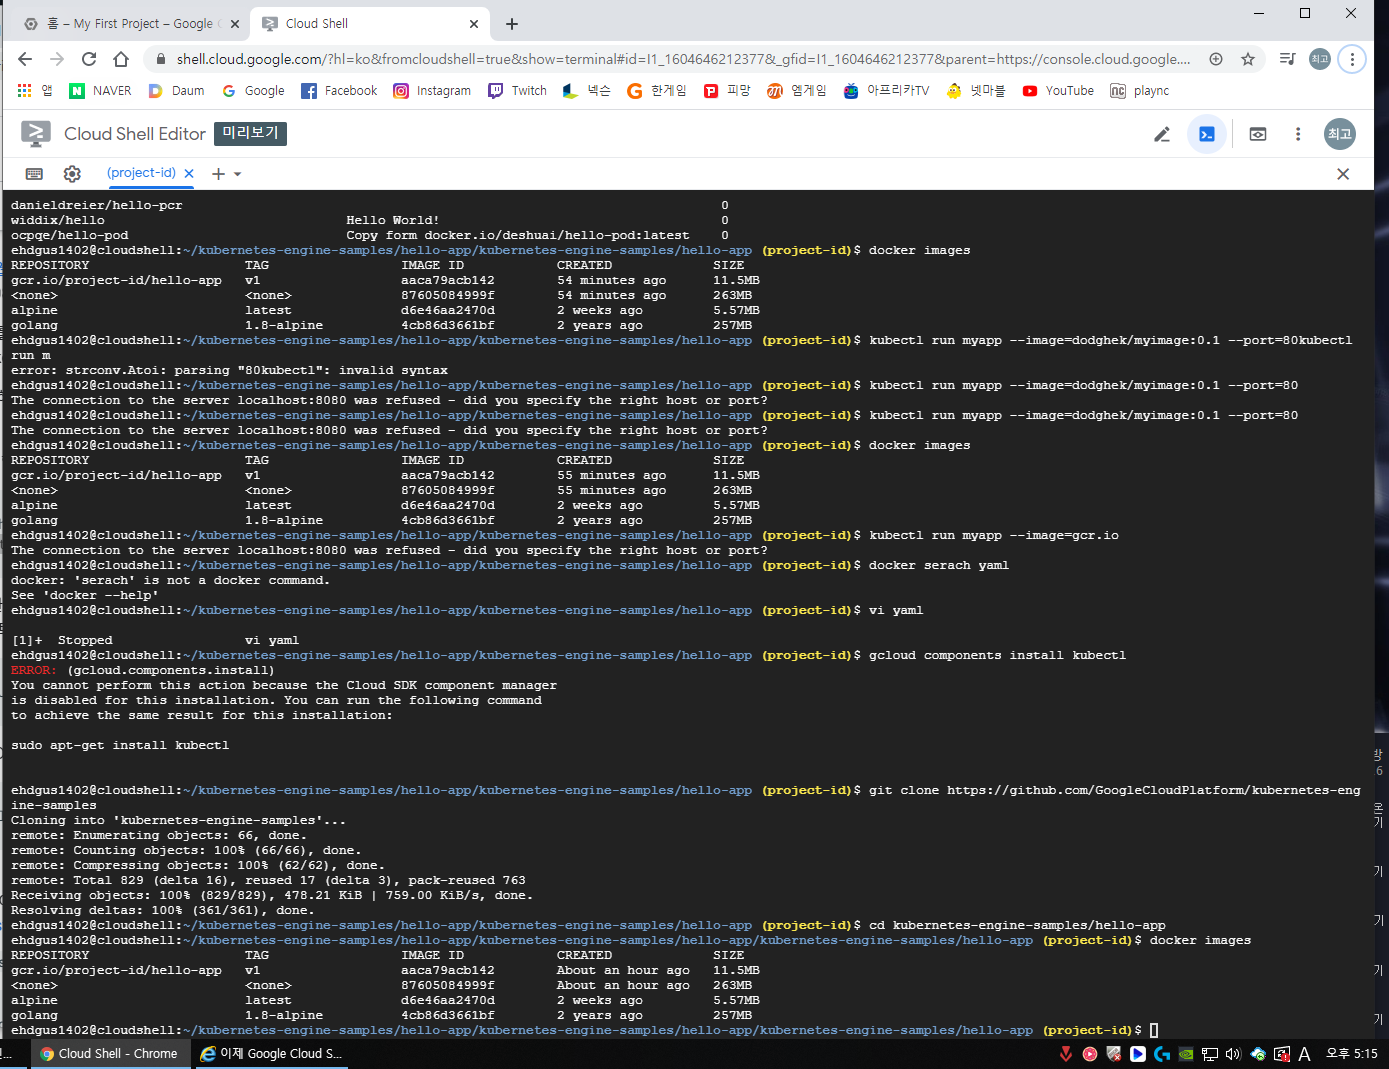 홈 – My First Project – Google
Cloud Shell
shell.cloud.google.com/?hl=ko&fromcloudshell=true&show=terminal#id=I1_1604646212377&_gfid=I1_1604646212377&parent=https://console.cloud.google....
최고
앱 NAVER Daum Google Facebook Instagram Twitch 넥슨 한게임 피망 엠게임 아프리카TV 넷마블 YouTube plaync
Cloud Shell Editor 미리보기
최고
(project-id)
danieldreier/hello-pcr 0
widdix/hello Hello World! 0
ocpqe/hello-pod Copy form docker.io/deshuai/hello-pod:latest 0
ehdgus1402@cloudshell:~/kubernetes-engine-samples/hello-app/kubernetes-engine-samples/hello-app (project-id)$ docker images
REPOSITORY TAG IMAGE ID CREATED SIZE
gcr.io/project-id/hello-app v1 aaca79acb142 54 minutes ago 11.5MB
<none> <none> 87605084999f 54 minutes ago 263MB
alpine latest d6e46aa2470d 2 weeks ago 5.57MB
golang 1.8-alpine 4cb86d3661bf 2 years ago 257MB
ehdgus1402@cloudshell:~/kubernetes-engine-samples/hello-app/kubernetes-engine-samples/hello-app (project-id)$ kubectl run myapp --image=dodghek/myimage:0.1 --port=80kubectl
run m
error: strconv.Atoi: parsing "80kubectl": invalid syntax
ehdgus1402@cloudshell:~/kubernetes-engine-samples/hello-app/kubernetes-engine-samples/hello-app (project-id)$ kubectl run myapp --image=dodghek/myimage:0.1 --port=80
The connection to the server localhost:8080 was refused - did you specify the right host or port?
ehdgus1402@cloudshell:~/kubernetes-engine-samples/hello-app/kubernetes-engine-samples/hello-app (project-id)$ kubectl run myapp --image=dodghek/myimage:0.1 --port=80
The connection to the server localhost:8080 was refused - did you specify the right host or port?
ehdgus1402@cloudshell:~/kubernetes-engine-samples/hello-app/kubernetes-engine-samples/hello-app (project-id)$ docker images
REPOSITORY TAG IMAGE ID CREATED SIZE
gcr.io/project-id/hello-app v1 aaca79acb142 55 minutes ago 11.5MB
<none> <none> 87605084999f 55 minutes ago 263MB
alpine latest d6e46aa2470d 2 weeks ago 5.57MB
golang 1.8-alpine 4cb86d3661bf 2 years ago 257MB
ehdgus1402@cloudshell:~/kubernetes-engine-samples/hello-app/kubernetes-engine-samples/hello-app (project-id)$ kubectl run myapp --image=gcr.io
The connection to the server localhost:8080 was refused - did you specify the right host or port?
ehdgus1402@cloudshell:~/kubernetes-engine-samples/hello-app/kubernetes-engine-samples/hello-app (project-id)$ docker serach yaml
docker: 'serach' is not a docker command.
See 'docker --help'
ehdgus1402@cloudshell:~/kubernetes-engine-samples/hello-app/kubernetes-engine-samples/hello-app (project-id)$ vi yaml
[1]+ Stopped vi yaml
ehdgus1402@cloudshell:~/kubernetes-engine-samples/hello-app/kubernetes-engine-samples/hello-app (project-id)$ gcloud components install kubectl
ERROR: (gcloud.components.install)
You cannot perform this action because the Cloud SDK component manager
is disabled for this installation. You can run the following command
to achieve the same result for this installation:
sudo apt-get install kubectl
ehdgus1402@cloudshell:~/kubernetes-engine-samples/hello-app/kubernetes-engine-samples/hello-app (project-id)$ git clone https://github.com/GoogleCloudPlatform/kubernetes-eng
ine-samples
Cloning into 'kubernetes-engine-samples'...
remote: Enumerating objects: 66, done.
remote: Counting objects: 100% (66/66), done.
remote: Compressing objects: 100% (62/62), done.
remote: Total 829 (delta 16), reused 17 (delta 3), pack-reused 763
Receiving objects: 100% (829/829), 478.21 KiB | 759.00 KiB/s, done.
Resolving deltas: 100% (361/361), done.
ehdgus1402@cloudshell:~/kubernetes-engine-samples/hello-app/kubernetes-engine-samples/hello-app (project-id)$ cd kubernetes-engine-samples/hello-app
ehdgus1402@cloudshell:~/kubernetes-engine-samples/hello-app/kubernetes-engine-samples/hello-app/kubernetes-engine-samples/hello-app (project-id)$ docker images
REPOSITORY TAG IMAGE ID CREATED SIZE
gcr.io/project-id/hello-app v1 aaca79acb142 About an hour ago 11.5MB
<none> <none> 87605084999f About an hour ago 263MB
alpine latest d6e46aa2470d 2 weeks ago 5.57MB
golang 1.8-alpine 4cb86d3661bf 2 years ago 257MB
ehdgus1402@cloudshell:~/kubernetes-engine-samples/hello-app/kubernetes-engine-samples/hello-app/kubernetes-engine-samples/hello-app (project-id)$
Cloud Shell - Chrome 이제 Google Cloud S... A 오후 5:15